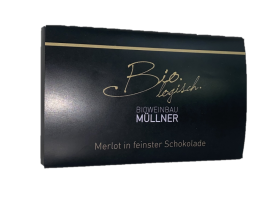 Bio.
logisch.
BIOWEINBAU
MÜLLNER
Merlot in feinster Schokolade